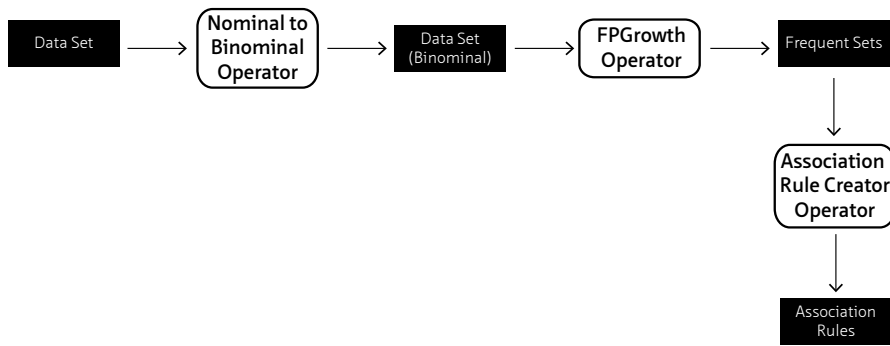 Data Set
Nominal to
Binominal
Operator
Data Set
(Binominal)
FPGrowth
Operator
Frequent Sets
Association
Rule Creator
Operator
Association
Rules